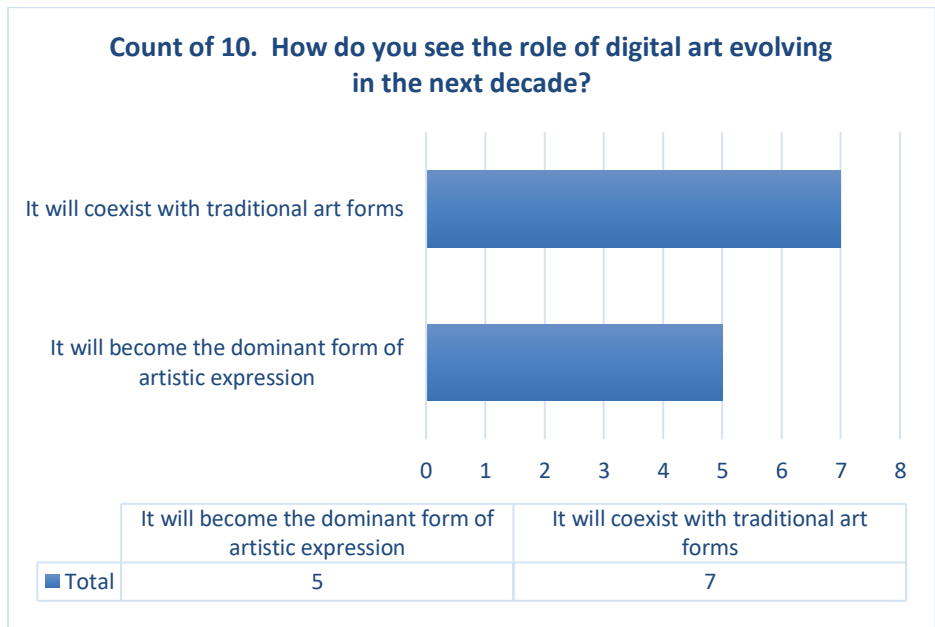 Count of 10.  How do you see the role of digital art evolving
in the next decade?
It will coexist with traditional art forms
It will become the dominant form of
artistic expression
0 1 2 3 4 5 6 7 8
It will become the dominant form of
artistic expression
It will coexist with traditional art
forms
Total 5 7